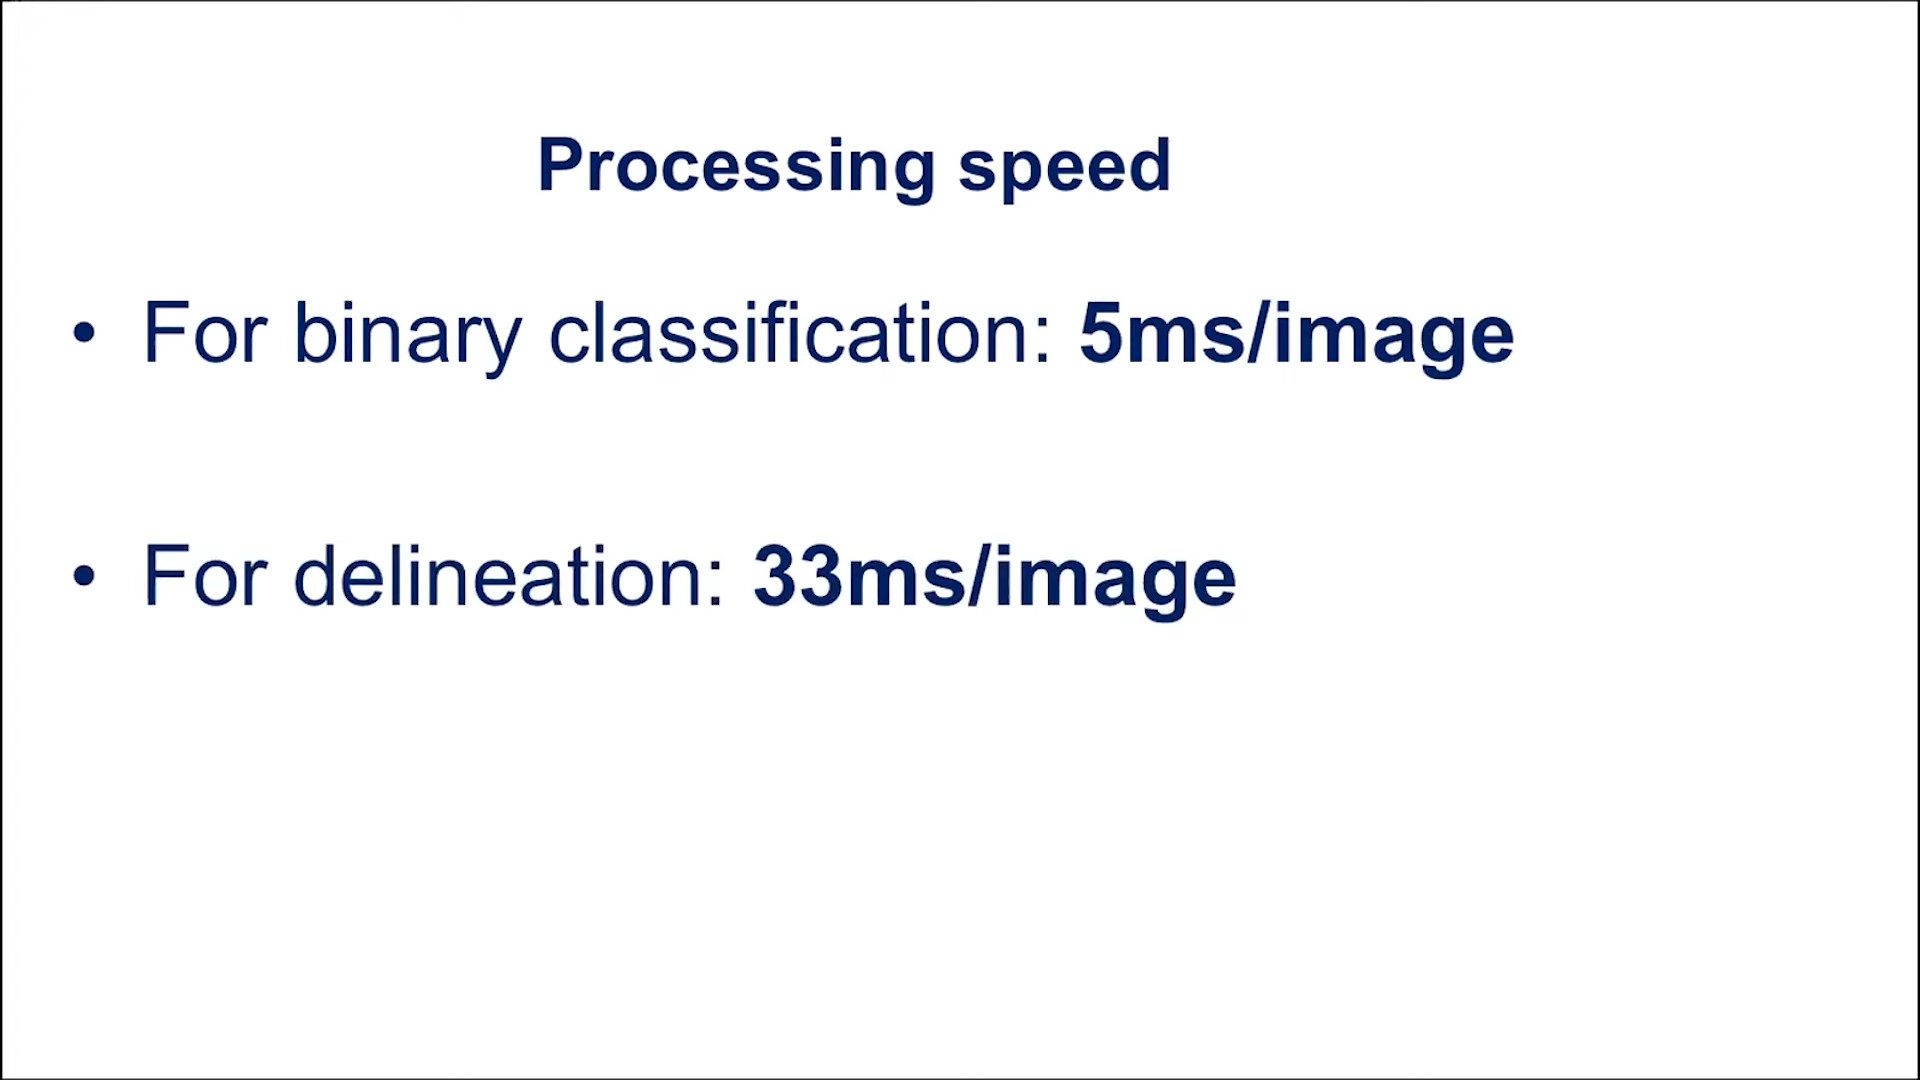 Processing speed
• For binary classification: 5ms/image
• For delineation: 33ms/image